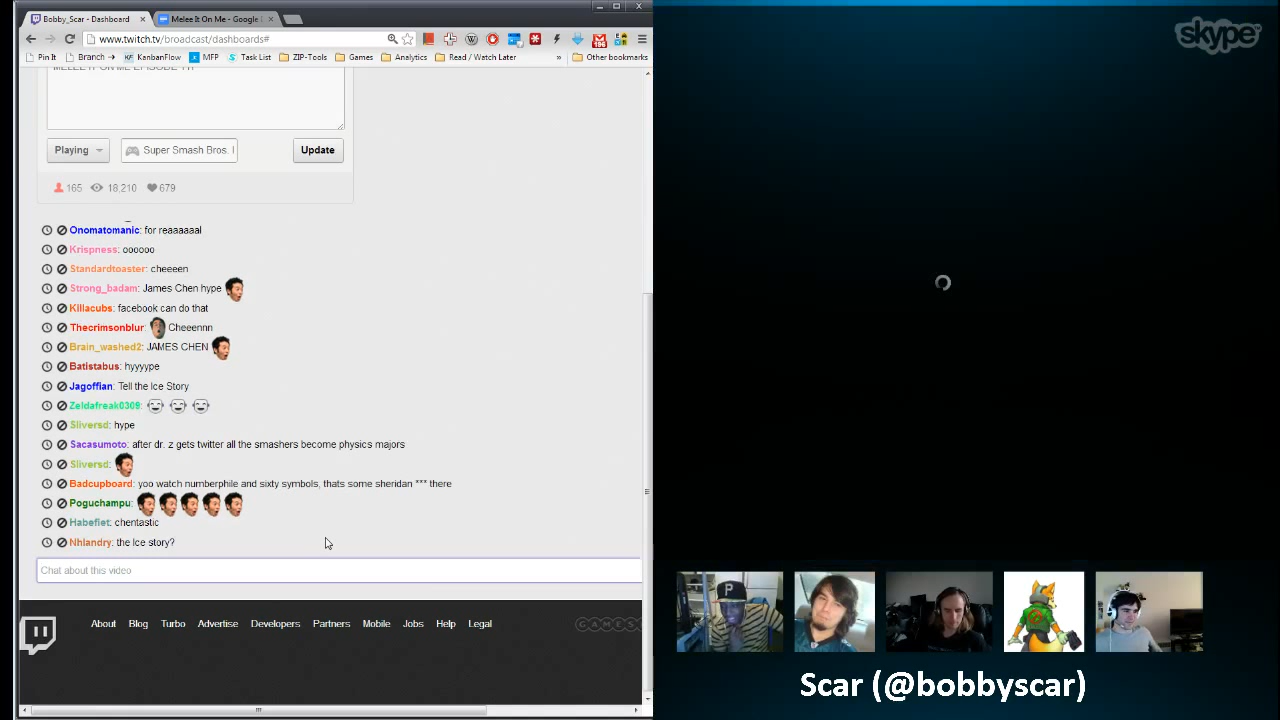 Bobby_Scar - Dashboard
Melee It On Me - Google
www.twitch.tv/broadcast/dashboards#
Pin It Branch KanbanFlow MFP Task List ZIP-Tools Games Analytics Read / Watch Later » Other bookmarks
Playing Super Smash Bros. Update
165 18,210 679
Onomatomanic: for reaaaaaal
Krispness: oooooo
Standardtoaster: cheeeen
Strong_badam: James Chen hype
Killacubs: facebook can do that
Thecrimsonblur: Cheeennn
Brain_washed2: JAMES CHEN
Batistabus: hyyyype
Jagoffian: Tell the Ice Story
Zeldafreak0309:
Sliversd: hype
Sacasumoto: after dr. z gets twitter all the smashers become physics majors
Sliversd:
Badcupboard: yoo watch numberphile and sixty symbols, thats some sheridan *** there
Poguchampu:
Habefiet: chentastic
Nhlandry: the Ice story?
Chat about this video
About Blog Turbo Advertise Developers Partners Mobile Jobs Help Legal
GAMES
skype
P
Scar (@bobbyscar)